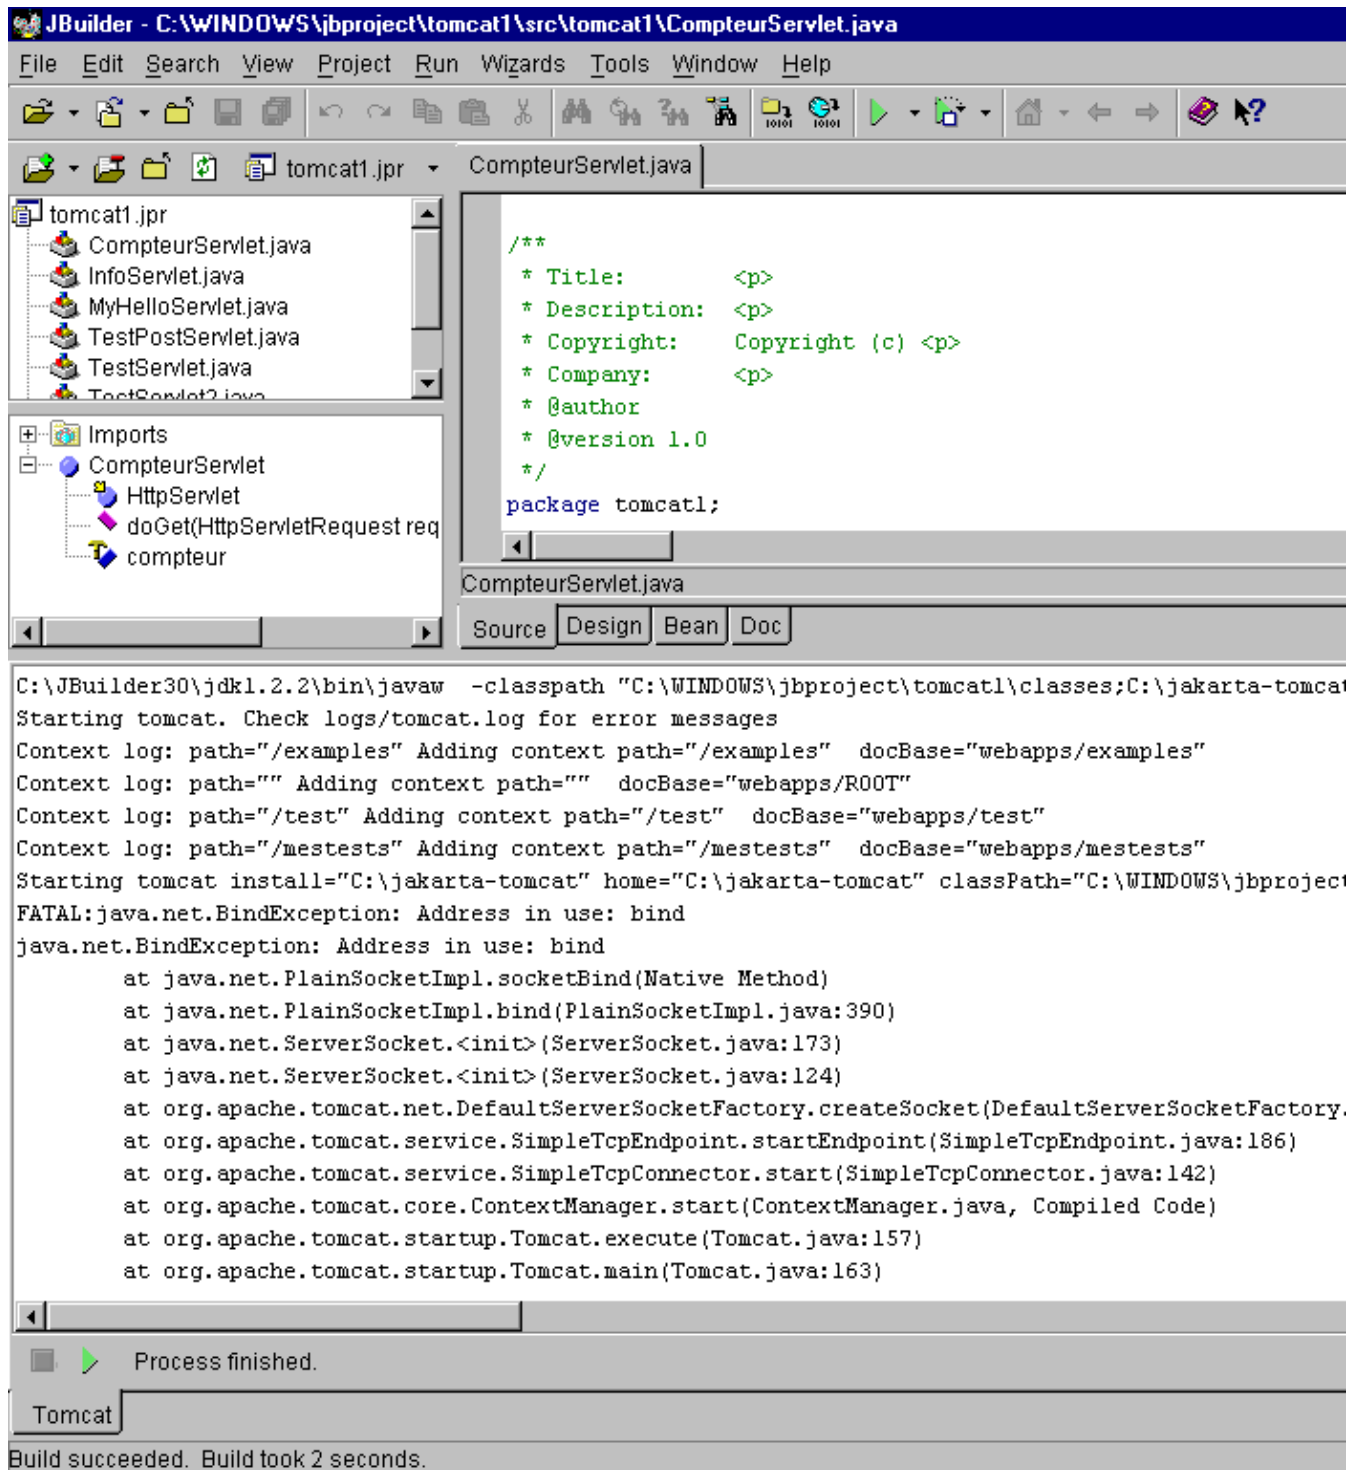 JBuilder - C:\WINDOWS\jbproject\tomcat1\src\tomcat1\CompteurServlet.java
File Edit Search View Project Run Wizards Tools Window Help
tomcat1.jpr
CompteurServlet.java
tomcat1.jpr
CompteurServlet.java
InfoServlet.java
MyHelloServlet.java
TestPostServlet.java
TestServlet.java
TestServlet2.java
Imports
CompteurServlet
HttpServlet
doGet(HttpServletRequest req
compteur
/**
* Title: <p>
* Description: <p>
* Copyright: Copyright (c) <p>
* Company: <p>
* @author
* @version 1.0
*/
package tomcat1;
CompteurServlet.java
Source Design Bean Doc
C:\JBuilder30\jdk1.2.2\bin\javaw -classpath "C:\WINDOWS\jbproject\tomcat1\classes;C:\jakarta-tomcat
Starting tomcat. Check logs/tomcat.log for error messages
Context log: path="/examples" Adding context path="/examples" docBase="webapps/examples"
Context log: path="" Adding context path="" docBase="webapps/ROOT"
Context log: path="/test" Adding context path="/test" docBase="webapps/test"
Context log: path="/mestests" Adding context path="/mestests" docBase="webapps/mestests"
Starting tomcat install="C:\jakarta-tomcat" home="C:\jakarta-tomcat" classPath="C:\WINDOWS\jbproject
FATAL:java.net.BindException: Address in use: bind
java.net.BindException: Address in use: bind
at java.net.PlainSocketImpl.socketBind(Native Method)
at java.net.PlainSocketImpl.bind(PlainSocketImpl.java:390)
at java.net.ServerSocket.<init>(ServerSocket.java:173)
at java.net.ServerSocket.<init>(ServerSocket.java:124)
at org.apache.tomcat.net.DefaultServerSocketFactory.createSocket(DefaultServerSocketFactory.
at org.apache.tomcat.service.SimpleTcpEndpoint.startEndpoint(SimpleTcpEndpoint.java:186)
at org.apache.tomcat.service.SimpleTcpConnector.start(SimpleTcpConnector.java:142)
at org.apache.tomcat.core.ContextManager.start(ContextManager.java, Compiled Code)
at org.apache.tomcat.startup.Tomcat.execute(Tomcat.java:157)
at org.apache.tomcat.startup.Tomcat.main(Tomcat.java:163)
Process finished.
Tomcat
Build succeeded. Build took 2 seconds.